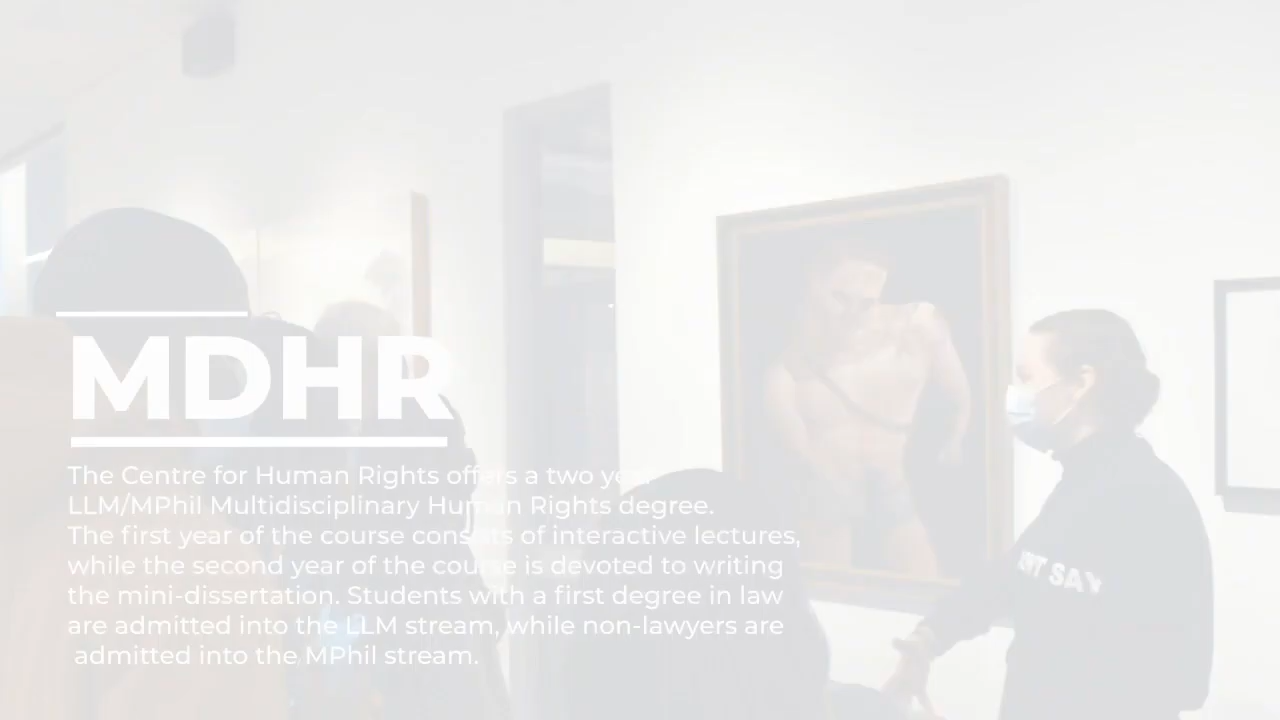 MDHR
The Centre for Human Rights offers a two year
LLM/MPhil Multidisciplinary Human Rights degree.
The first year of the course consists of interactive lectures,
while the second year of the course is devoted to writing
the mini-dissertation. Students with a first degree in law
are admitted into the LLM stream, while non-lawyers are
admitted into the MPhil stream.
SAY